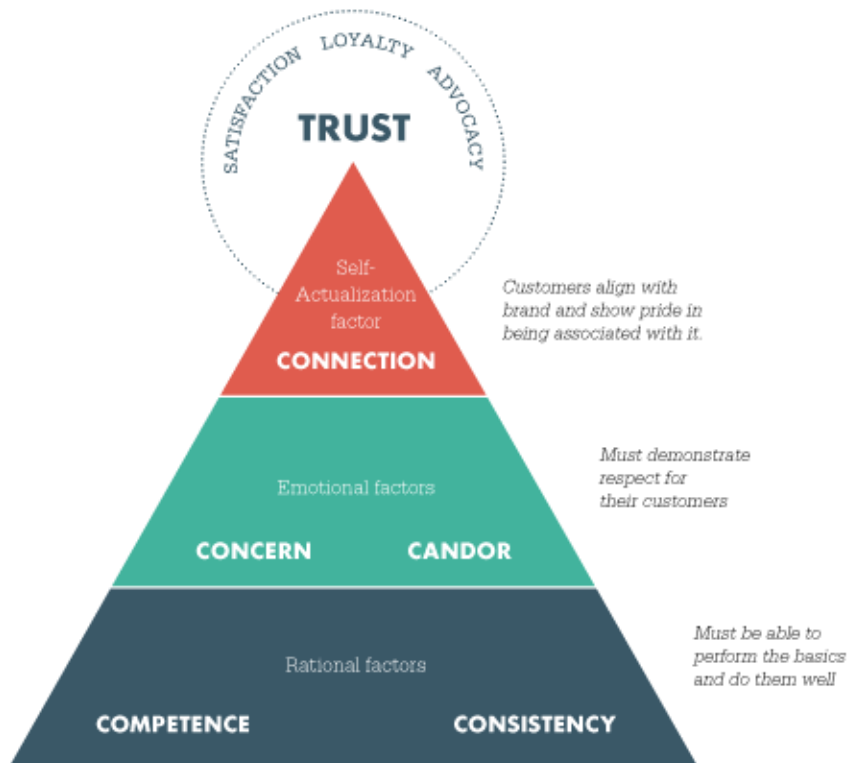 SATISFACTION LOYALTY ADVOCACY
TRUST
Self-
Actualization
factor
CONNECTION
Customers align with
brand and show pride in
being associated with it.
Emotional factors
CONCERN CANDOR
Must demonstrate
respect for
their customers
Rational factors
COMPETENCE CONSISTENCY
Must be able to
perform the basics
and do them well